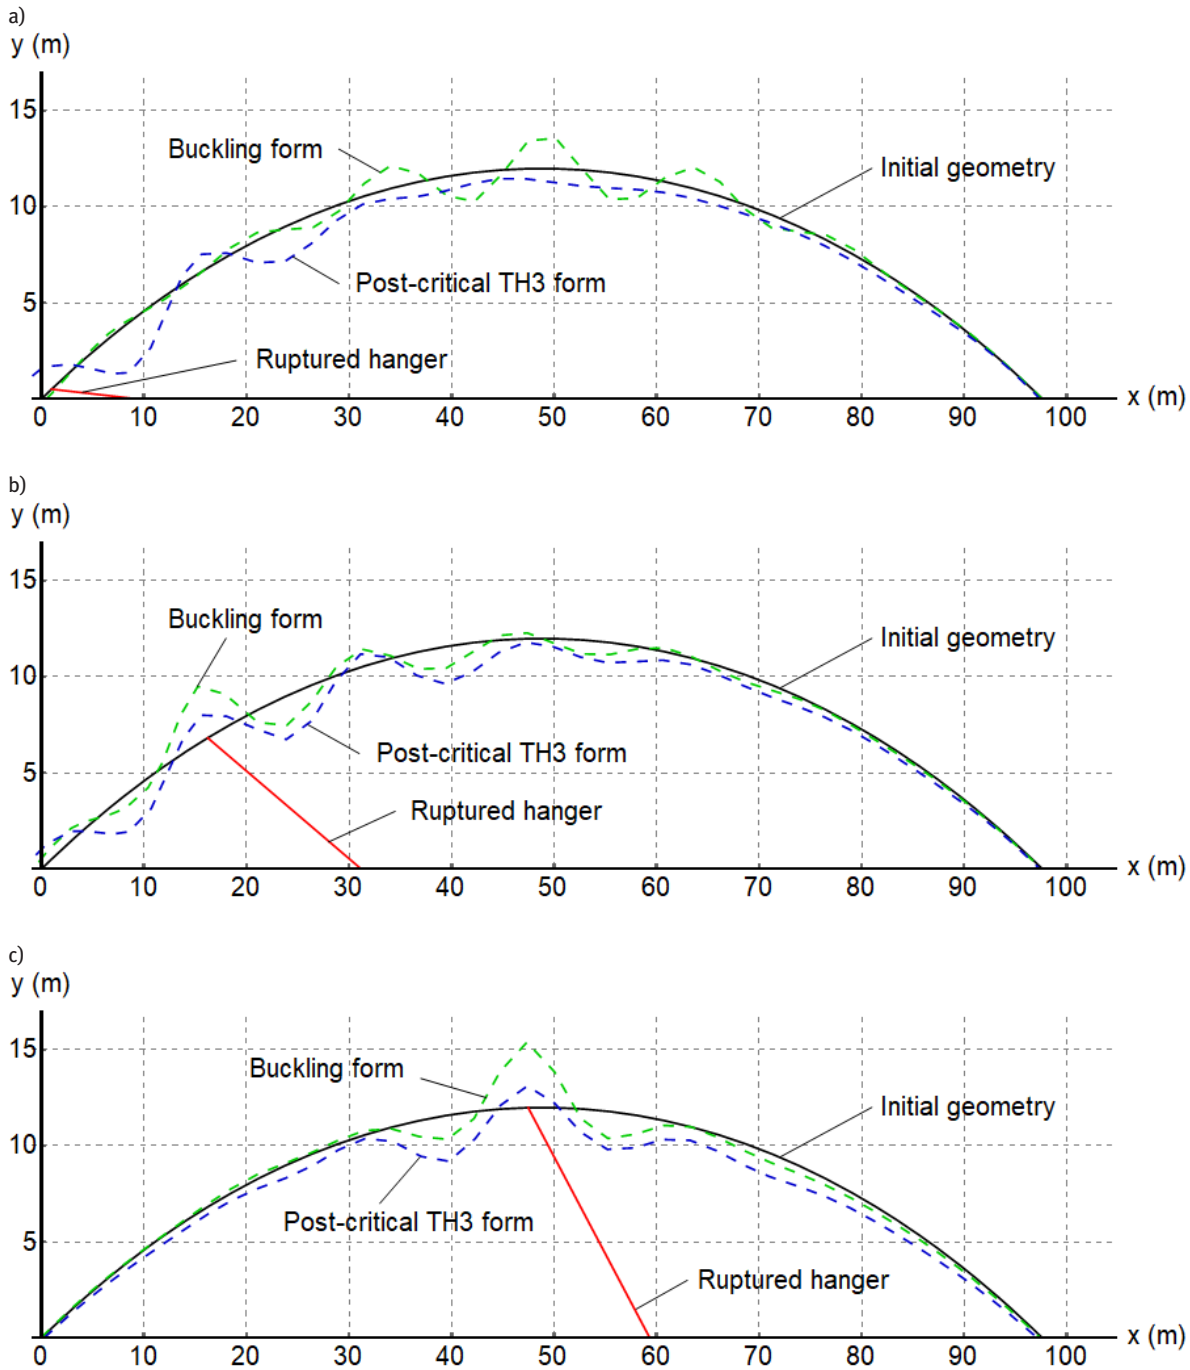 a)
y (m)
15
Buckling form
Initial geometry
10
Post-critical TH3 form
5
Ruptured hanger
x (m)
0 10 20 30 40 50 60 70 80 90 100
b)
y (m)
15
Buckling form
Initial geometry
10
Post-critical TH3 form
5
Ruptured hanger
x (m)
0 10 20 30 40 50 60 70 80 90 100
c)
y (m)
15
Buckling form
Initial geometry
10
Post-critical TH3 form
5
Ruptured hanger
x (m)
0 10 20 30 40 50 60 70 80 90 100